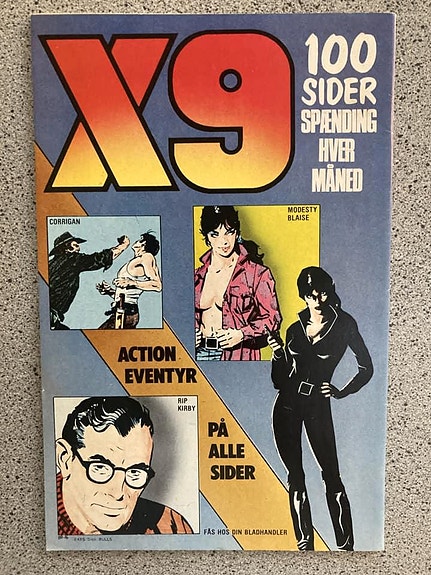 X9
100
SIDER
SPÆNDING
HVER
MÅNED
CORRIGAN
MODESTY
BLAISE
ACTION
EVENTYR
RIP
KIRBY
PÅ
ALLE
SIDER
FÅS HOS DIN BLADHANDLER
BULLS